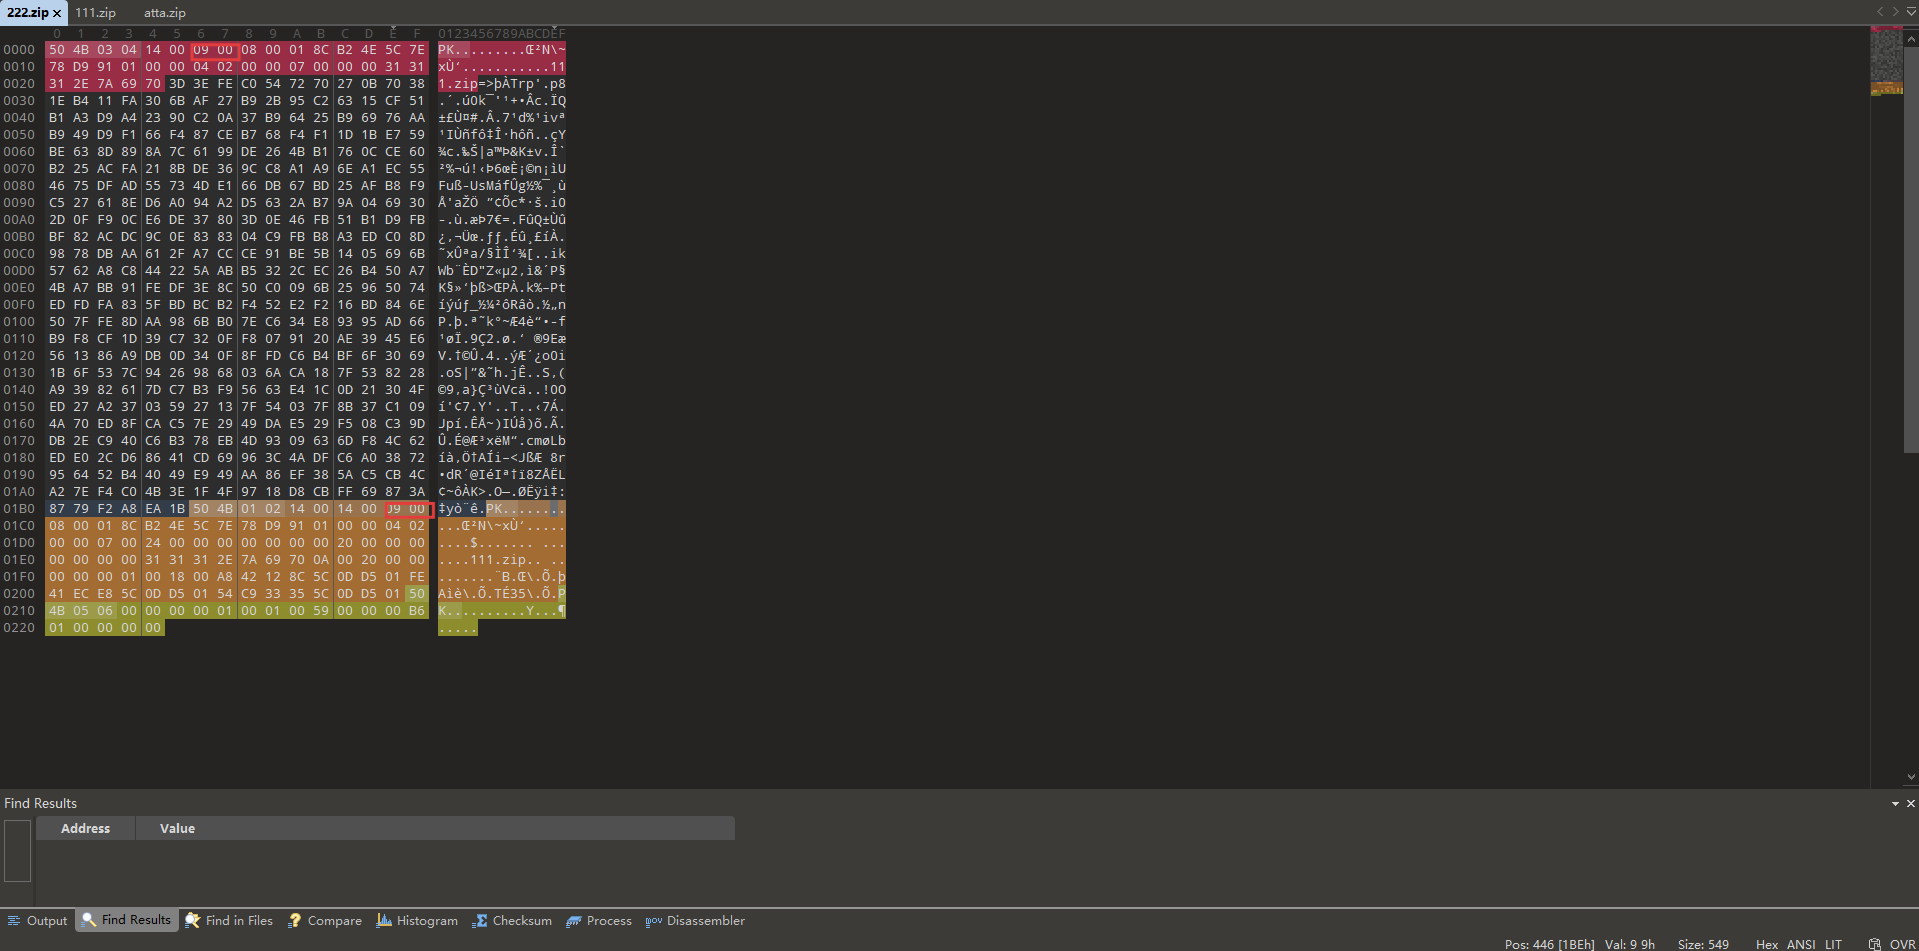 222.zip × 111.zip atta.zip
0 1 2 3 4 5 6 7 8 9 A B C D E F 0123456789ABCDEF
0000 50 4B 03 04 14 00 09 00 08 00 01 8C B2 4E 5C 7E PK.........Œ²N\~
0010 78 D9 91 01 00 00 04 02 00 00 07 00 00 00 31 31 xÙ‘...........11
0020 31 2E 7A 69 70 3D 3E FE C0 54 72 70 27 0B 70 38 1.zip=>þÀTrp'.p8
0030 1E B4 11 FA 30 6B AF 27 B9 2B 95 C2 63 15 CF 51 .´.ú0k¯'¹+•Âc.ÏQ
0040 B1 A3 D9 A4 23 90 C2 0A 37 B9 64 25 B9 69 76 AA ±£Ù¤#.Â.7¹d%¹ivª
0050 B9 49 D9 F1 66 F4 87 CE B7 68 F4 F1 1D 1B E7 59 ¹IÙñfô‡Î·hôñ..çY
0060 BE 63 8D 89 8A 7C 61 99 DE 26 4B B1 76 0C CE 60 ¾c.‰Š|a™Þ&K±v.Î`
0070 B2 25 AC FA 21 8B DE 36 9C C8 A1 A9 6E A1 EC 55 ²%¬ú!‹Þ6œÈ¡©n¡ìU
0080 46 75 DF AD 55 73 4D E1 66 DB 67 BD 25 AF B8 F9 Fuß-UsMáfÛg½%¯¸ù
0090 C5 27 61 8E D6 A0 94 A2 D5 63 2A B7 9A 04 69 30 Å'aŽÖ ”¢Õc*·š.i0
00A0 2D 0F F9 0C E6 DE 37 80 3D 0E 46 FB 51 B1 D9 FB -.ù.æÞ7€=.FûQ±Ùû
00B0 BF 82 AC DC 9C 0E 83 83 04 C9 FB B8 A3 ED C0 8D ¿‚¬Üœ.ƒƒ.Éû¸£íÀ.
00C0 98 78 DB AA 61 2F A7 CC CE 91 BE 5B 14 05 69 6B ˜xÛªa/§ÌÎ‘¾[..ik
00D0 57 62 A8 C8 44 22 5A AB B5 32 2C EC 26 B4 50 A7 Wb¨ÈD"Z«µ2,ì&´P§
00E0 4B A7 BB 91 FE DF 3E 8C 50 C0 09 6B 25 96 50 74 K§»‘þß>ŒPÀ.k%–Pt
00F0 ED FD FA 83 5F BD BC B2 F4 52 E2 F2 16 BD 84 6E íýúƒ_½¼²ôRâò.½„n
0100 50 7F FE 8D AA 98 6B B0 7E C6 34 E8 93 95 AD 66 P.þ.ª˜k°~Æ4è“•-f
0110 B9 F8 CF 1D 39 C7 32 0F F8 07 91 20 AE 39 45 E6 ¹øÏ.9Ç2.ø.‘ ®9Eæ
0120 56 13 86 A9 DB 0D 34 0F 8F FD C6 B4 BF 6F 30 69 V.†©Û.4..ýÆ´¿o0i
0130 1B 6F 53 7C 94 26 98 68 03 6A CA 18 7F 53 82 28 .oS|”&˜h.jÊ..S‚(
0140 A9 39 82 61 7D C7 B3 F9 56 63 E4 1C 0D 21 30 4F ©9‚a}Ç³ùVcä..!0O
0150 ED 27 A2 37 03 59 27 13 7F 54 03 7F 8B 37 C1 09 í'¢7.Y'..T..‹7Á.
0160 4A 70 ED 8F CA C5 7E 29 49 DA E5 29 F5 08 C3 9D Jpí.ÊÅ~)IÚå)õ.Ã.
0170 DB 2E C9 40 C6 B3 78 EB 4D 93 09 63 6D F8 4C 62 Û.É@Æ³xëM“.cmøLb
0180 ED E0 2C D6 86 41 CD 69 96 3C 4A DF C6 A0 38 72 íà,Ö†AÍi–<JßÆ 8r
0190 95 64 52 B4 40 49 E9 49 AA 86 EF 38 5A C5 CB 4C •dR´@IéIª†ï8ZÅËL
01A0 A2 7E F4 C0 4B 3E 1F 4F 97 18 D8 CB FF 69 87 3A ¢~ôÀK>.O—.ØËÿi‡:
01B0 87 79 F2 A8 EA 1B 50 4B 01 02 14 00 14 00 09 00 ‡yò¨ê.PK........
01C0 08 00 01 8C B2 4E 5C 7E 78 D9 91 01 00 00 04 02 ...Œ²N\~xÙ‘.....
01D0 00 00 07 00 24 00 00 00 00 00 00 00 20 00 00 00 ....$....... ...
01E0 00 00 00 00 31 31 31 2E 7A 69 70 0A 00 20 00 00 ....111.zip.. ..
01F0 00 00 00 01 00 18 00 A8 42 12 8C 5C 0D D5 01 FE .......¨B.Œ\.Õ.þ
0200 41 EC E8 5C 0D D5 01 54 C9 33 35 5C 0D D5 01 50 Aìè\.Õ.TÉ35\.Õ.P
0210 4B 05 06 00 00 00 00 01 00 01 00 59 00 00 00 B6 K..........Y...¶
0220 01 00 00 00 00 .....
Find Results
Address Value
Output Find Results Find in Files Compare Histogram Checksum Process Disassembler
Pos: 446 [1BEh] Val: 9 9h Size: 549 Hex ANSI LIT OVR